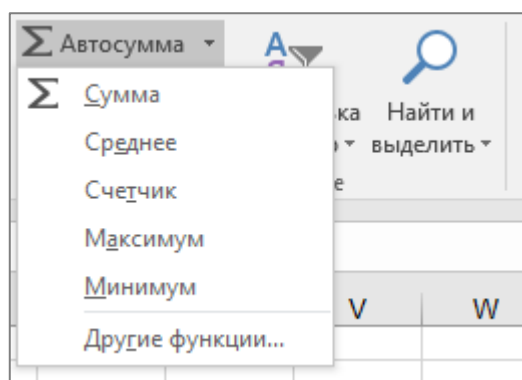 Σ Автосумма
Σ Сумма
Среднее
Счетчик
Максимум
Минимум
Другие функции...
А
Найти и
выделить
V W